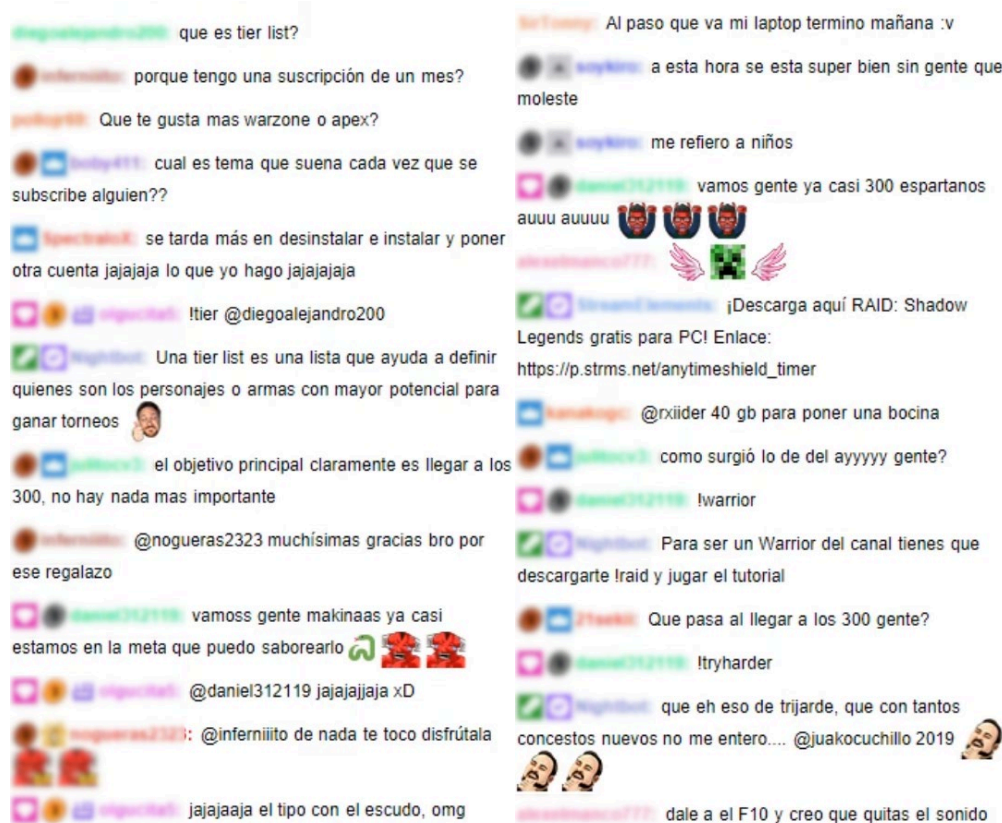 que es tier list?
porque tengo una suscripción de un mes?
Que te gusta mas warzone o apex?
cual es tema que suena cada vez que se
subscribe alguien??
se tarda más en desinstalar e instalar y poner
otra cuenta jajajaja lo que yo hago jajajajaja
!tier @diegoalejandro200
Una tier list es una lista que ayuda a definir
quienes son los personajes o armas con mayor potencial para
ganar torneos
el objetivo principal claramente es llegar a los
300, no hay nada mas importante
@nogueras2323 muchísimas gracias bro por
ese regalazo
vamoss gente makinaas ya casi
estamos en la meta que puedo saborearlo
@daniel312119 jajajajjaja xD
: @inferniiito de nada te toco disfrútala
jajajaaja el tipo con el escudo, omg
Al paso que va mi laptop termino mañana :v
a esta hora se esta super bien sin gente que
moleste
me refiero a niños
vamos gente ya casi 300 espartanos
auuu auuuu
¡Descarga aquí RAID: Shadow
Legends gratis para PC! Enlace:
https://p.strms.net/anytimeshield_timer
@rxiider 40 gb para poner una bocina
como surgió lo de del ayyyyy gente?
!warrior
Para ser un Warrior del canal tienes que
descargarte !raid y jugar el tutorial
Que pasa al llegar a los 300 gente?
!tryharder
que eh eso de trijarde, que con tantos
concestos nuevos no me entero.... @juakocuchillo 2019
dale a el F10 y creo que quitas el sonido